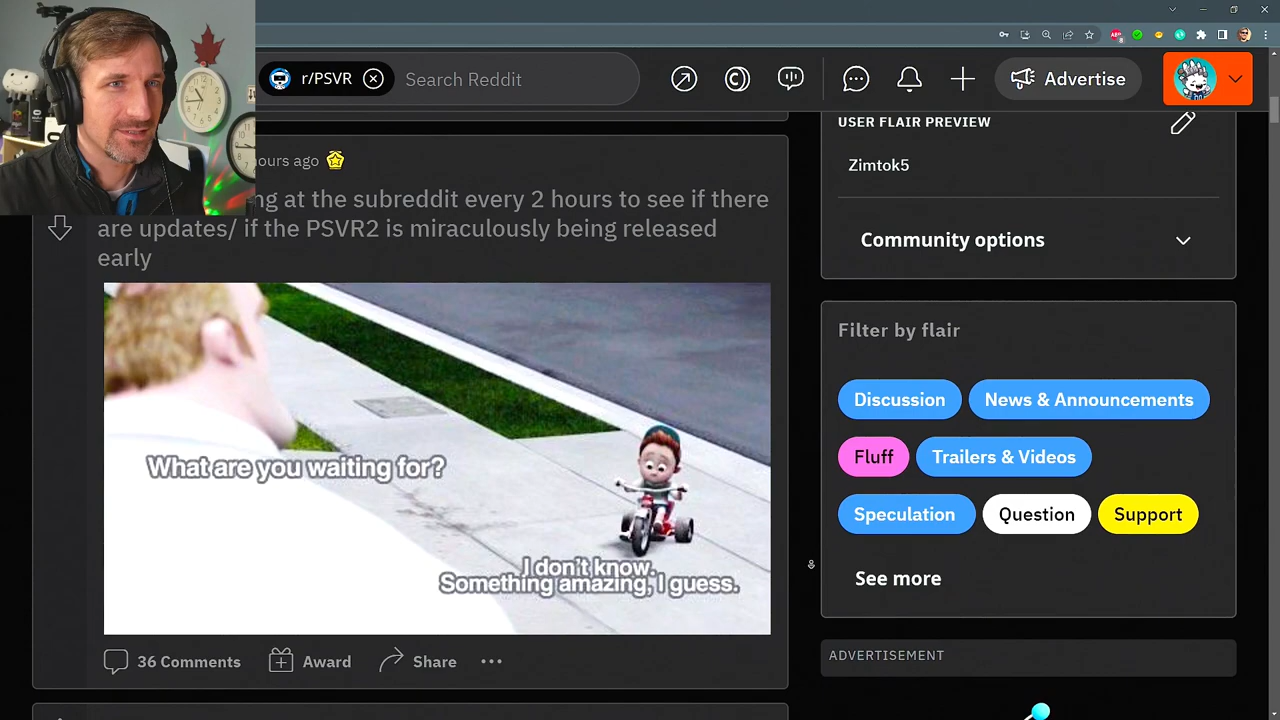 r/PSVR
Search Reddit
Advertise
USER FLAIR PREVIEW
Zimtok5
Community options
hours ago
ng at the subreddit every 2 hours to see if there
are updates/ if the PSVR2 is miraculously being released
early
What are you waiting for?
I don't know.
Something amazing, I guess.
36 Comments
Award
Share
Filter by flair
Discussion
News & Announcements
Fluff
Trailers & Videos
Speculation
Question
Support
See more
ADVERTISEMENT